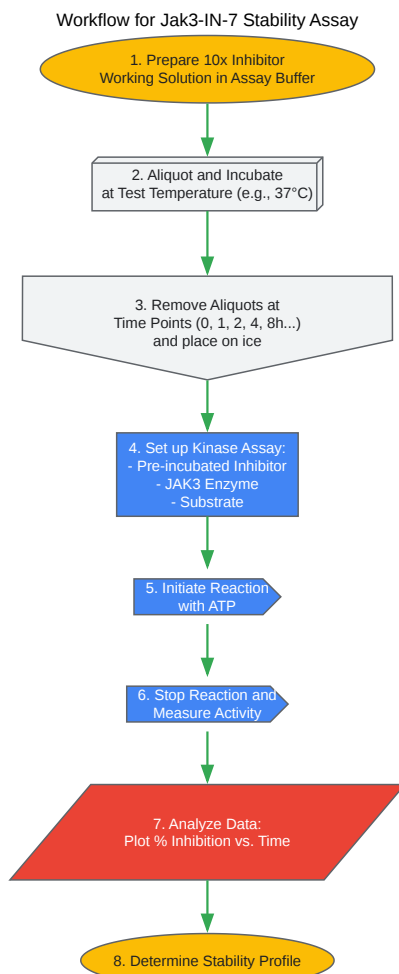 Workflow for Jak3-IN-7 Stability Assay
1. Prepare 10x Inhibitor
Working Solution in Assay Buffer
2. Aliquot and Incubate
at Test Temperature (e.g., 37°C)
3. Remove Aliquots at
Time Points (0, 1, 2, 4, 8h...)
and place on ice
4. Set up Kinase Assay:
- Pre-incubated Inhibitor
- JAK3 Enzyme
- Substrate
5. Initiate Reaction
with ATP
6. Stop Reaction and
Measure Activity
7. Analyze Data:
Plot % Inhibition vs. Time
8. Determine Stability Profile